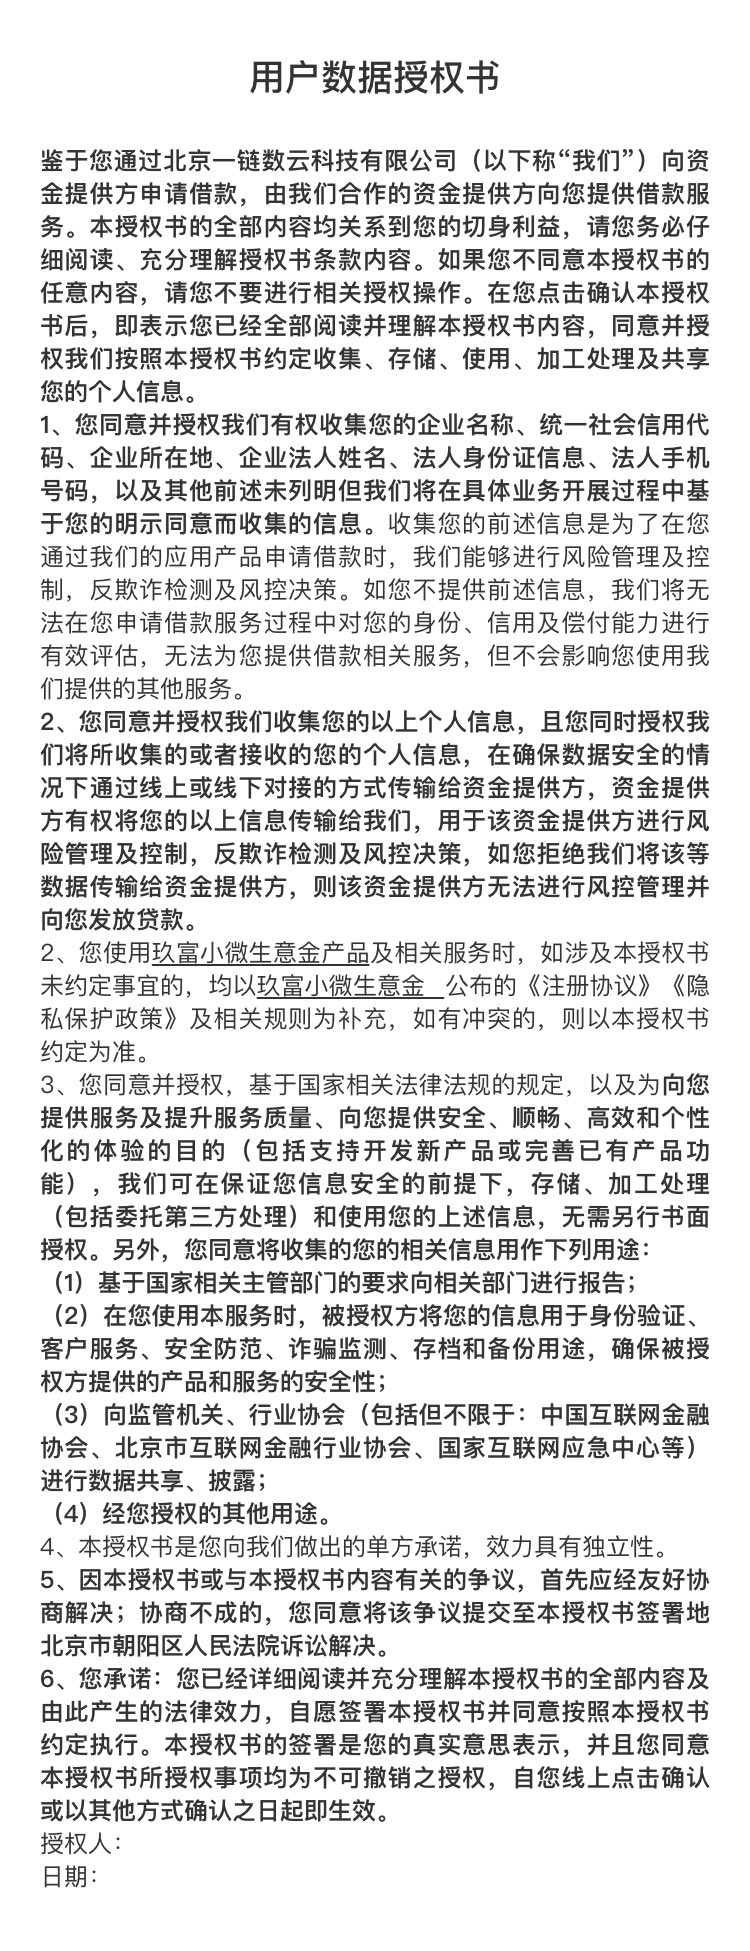 用户数据授权书
鉴于您通过北京一链数云科技有限公司（以下称“我们”）向资
金提供方申请借款，由我们合作的资金提供方向您提供借款服
务。本授权书的全部内容均关系到您的切身利益，请您务必仔
细阅读、充分理解授权书条款内容。如果您不同意本授权书的
任意内容，请您不要进行相关授权操作。在您点击确认本授权
书后，即表示您已经全部阅读并理解本授权书内容，同意并授
权我们按照本授权书约定收集、存储、使用、加工处理及共享
您的个人信息。
1、您同意并授权我们有权收集您的企业名称、统一社会信用代
码、企业所在地、企业法人姓名、法人身份证信息、法人手机
号码，以及其他前述未列明但我们将在具体业务开展过程中基
于您的明示同意而收集的信息。收集您的前述信息是为了在您
通过我们的应用产品申请借款时，我们能够进行风险管理及控
制，反欺诈检测及风控决策。如您不提供前述信息，我们将无
法在您申请借款服务过程中对您的身份、信用及偿付能力进行
有效评估，无法为您提供借款相关服务，但不会影响您使用我
们提供的其他服务。
2、您同意并授权我们收集您的以上个人信息，且您同时授权我
们将所收集的或者接收的您的个人信息，在确保数据安全的情
况下通过线上或线下对接的方式传输给资金提供方，资金提供
方有权将您的以上信息传输给我们，用于该资金提供方进行风
险管理及控制，反欺诈检测及风控决策，如您拒绝我们将该等
数据传输给资金提供方，则该资金提供方无法进行风控管理并
向您发放贷款。
2、您使用玖富小微生意金产品及相关服务时，如涉及本授权书
未约定事宜的，均以玖富小微生意金  公布的《注册协议》《隐
私保护政策》及相关规则为补充，如有冲突的，则以本授权书
约定为准。
3、您同意并授权，基于国家相关法律法规的规定，以及为向您
提供服务及提升服务质量、向您提供安全、顺畅、高效和个性
化的体验的目的（包括支持开发新产品或完善已有产品功
能），我们可在保证您信息安全的前提下，存储、加工处理
（包括委托第三方处理）和使用您的上述信息，无需另行书面
授权。另外，您同意将收集的您的相关信息用作下列用途：
（1）基于国家相关主管部门的要求向相关部门进行报告；
（2）在您使用本服务时，被授权方将您的信息用于身份验证、
客户服务、安全防范、诈骗监测、存档和备份用途，确保被授
权方提供的产品和服务的安全性；
（3）向监管机关、行业协会（包括但不限于：中国互联网金融
协会、北京市互联网金融行业协会、国家互联网应急中心等）
进行数据共享、披露；
（4）经您授权的其他用途。
4、本授权书是您向我们做出的单方承诺，效力具有独立性。
5、因本授权书或与本授权书内容有关的争议，首先应经友好协
商解决；协商不成的，您同意将该争议提交至本授权书签署地
北京市朝阳区人民法院诉讼解决。
6、您承诺：您已经详细阅读并充分理解本授权书的全部内容及
由此产生的法律效力，自愿签署本授权书并同意按照本授权书
约定执行。本授权书的签署是您的真实意思表示，并且您同意
本授权书所授权事项均为不可撤销之授权，自您线上点击确认
或以其他方式确认之日起即生效。
授权人：
日期：